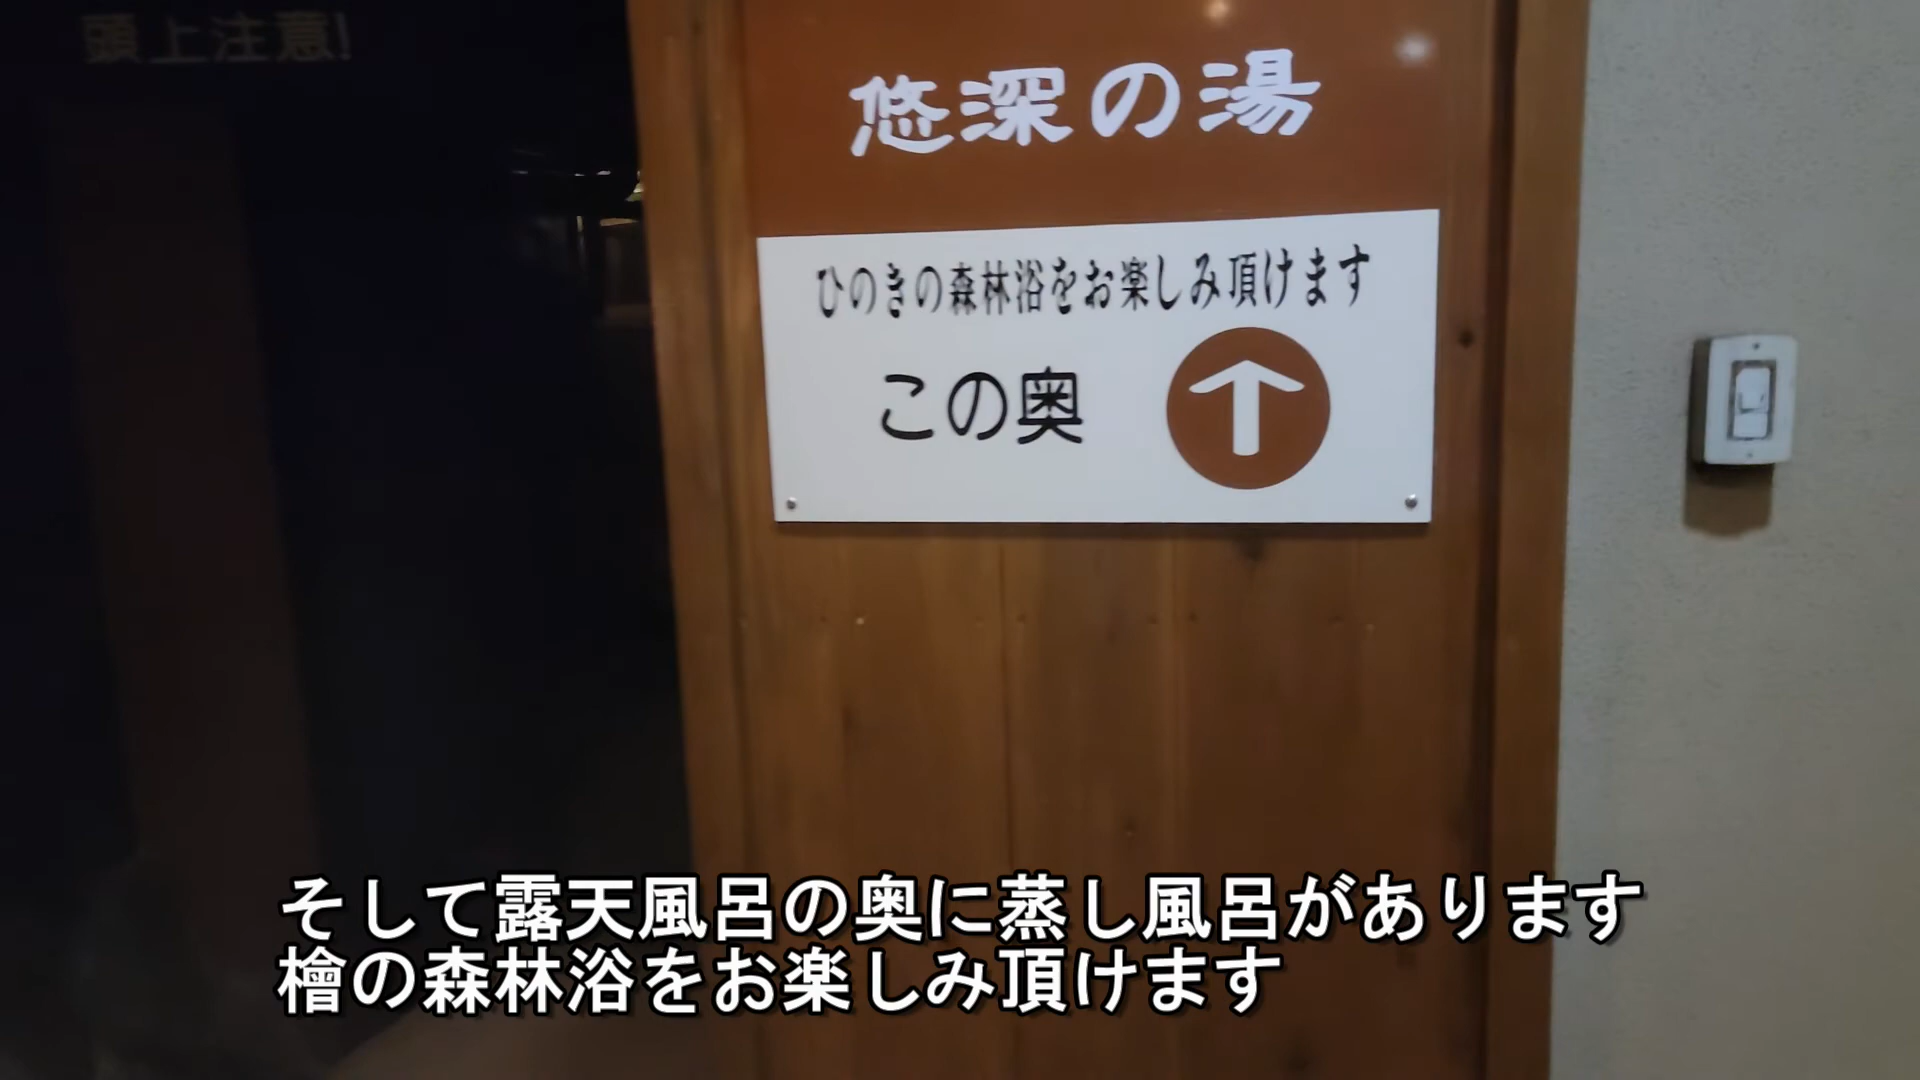 頭上注意!
悠深の湯
ひのきの森林浴をお楽しみ頂けます
この奥
そして露天風呂の奥に蒸し風呂があります
檜の森林浴をお楽しみ頂けます